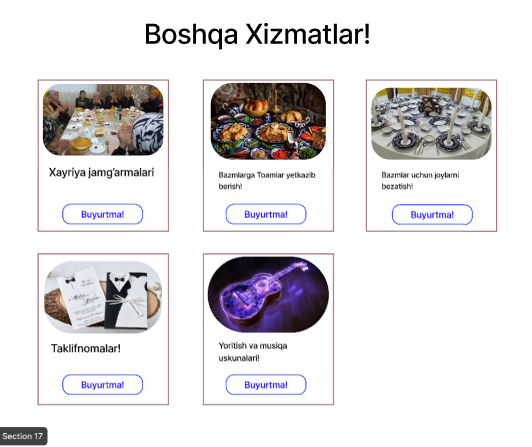 Boshqa Xizmatlar!
Xayriya jamg'armalari
Buyurtma!
Bazmlarga Toamlar yetkazib
berish!
Buyurtma!
Bazmlar uchun joylarni
bezatish!
Buyurtma!
Taklifnomalar!
Buyurtma!
Yoritish va musiqa
uskunalari!
Buyurtma!
Section 17